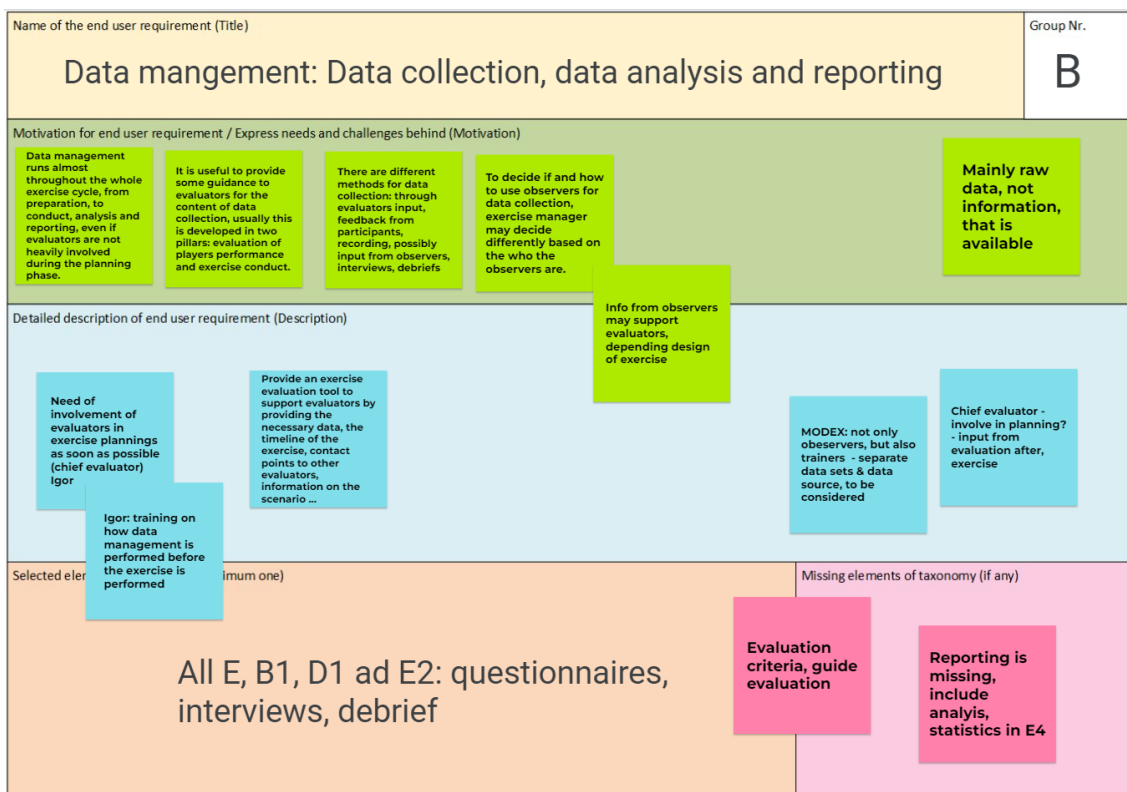 Name of the end user requirement (Title)
Group Nr.
Data mangement: Data collection, data analysis and reporting
B
Motivation for end user requirement / Express needs and challenges behind (Motivation)
Data management
runs almost
throughout the whole
exercise cycle, from
preparation, to
conduct, analysis and
reporting, even if
evaluators are not
heavily involved
during the planning
phase.
It is useful to provide
some guidance to
evaluators for the
content of data
collection, usually this
is developed in two
pillars: evaluation of
players performance
and exercise conduct.
There are different
methods for data
collection: through
evaluators input,
feedback from
participants,
recording, possibly
input from observers,
interviews, debriefs
To decide if and how
to use observers for
data collection,
exercise manager
may decide
differently based on
the who the
observers are.
Mainly raw
data, not
information,
that is
available
Info from observers
may support
evaluators,
depending design
of exercise
Detailed description of end user requirement (Description)
Need of
involvement of
evaluators in
exercise plannings
as soon as possible
(chief evaluator)
Igor
Igor: training on
how data
management is
performed before
the exercise is
performed
Provide an exercise
evaluation tool to
support evaluators by
providing the
necessary data, the
timeline of the
exercise, contact
points to other
evaluators,
information on the
scenario ...
MODEX: not only
obeservers, but also
trainers - separate
data sets & data
source, to be
considered
Chief evaluator -
involve in planning?
- input from
evaluation after,
exercise
Selected imum one)
All E, B1, D1 ad E2: questionnaires,
interviews, debrief
Missing elements of taxonomy (if any)
Evaluation
criteria, guide
evaluation
Reporting is
missing,
include
analyis,
statistics in E4